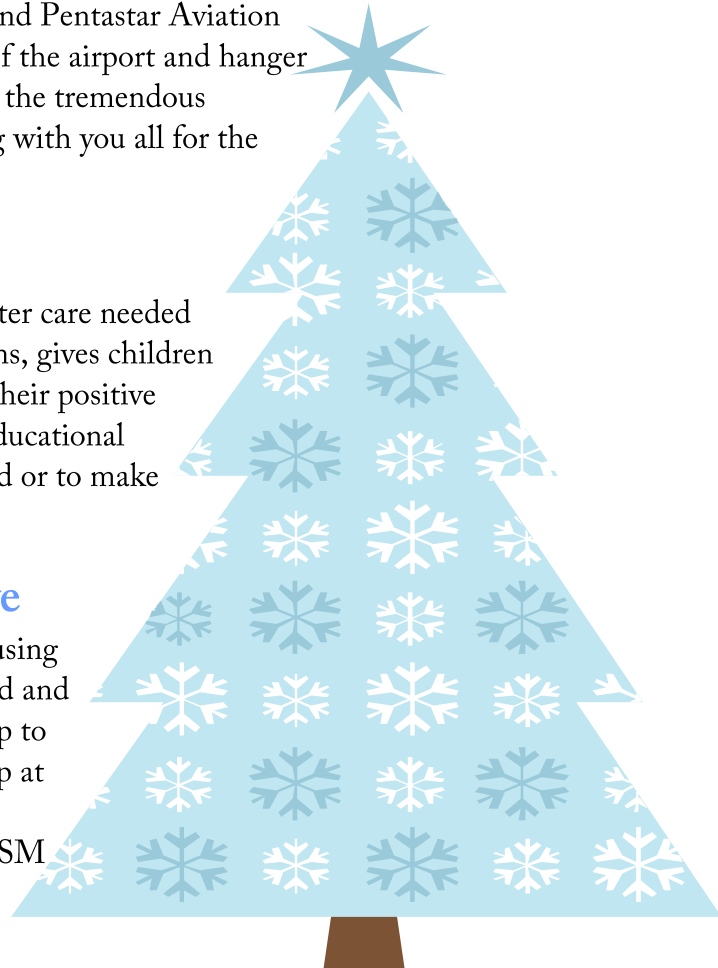 nd Pentastar Aviation
f the airport and hanger
the tremendous
g with you all for the
ter care needed
ns, gives children
heir positive
ducational
d or to make
e
using
d and
p to
p at
SM